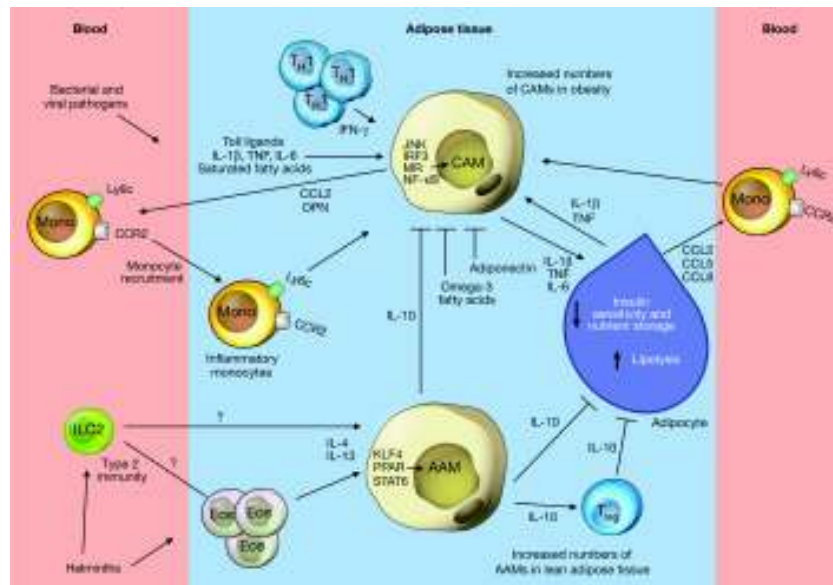 Blood
Adipose tissue
Blood
Bacterial and
viral pathogens
TH1
TH1
TH1
IFN-γ
Increased numbers
of CAMs in obesity
Toll ligands
IL-1β, TNF, IL-6
Saturated fatty acids
JNK
IRF3
MR
NF-κB
CAM
Ly6c
Mono
CCR2
CCL2
OPN
Monocyte
recruitment
Ly6c
Mono
CCR2
Inflammatory
monocytes
IL-10
Omega-3
fatty acids
Adiponectin
IL-1β
TNF
IL-1β
TNF
IL-6
CCL2
CCL5
CCL8
Ly6c
Mono
CCR2
Insulin
sensitivity and
nutrient storage
Lipolysis
Adipocyte
ILC2
?
Type 2
immunity
?
IL-4
IL-13
KLF4
PPAR
STAT6
AAM
Eos
Eos
Eos
Helminths
IL-10
IL-10
IL-10
Treg
Increased numbers of
AAMs in lean adipose tissue